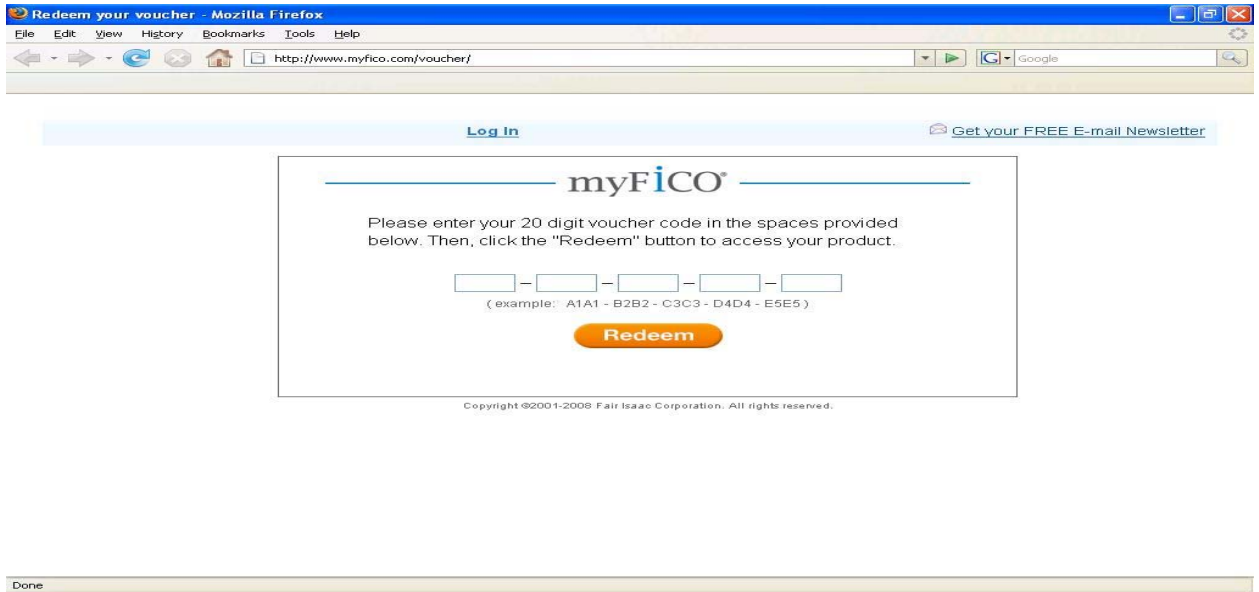 Redeem your voucher - Mozilla Firefox
File Edit View History Bookmarks Tools Help
http://www.myfico.com/voucher/ G Google
Log In Get your FREE E-mail Newsletter
myFICO®
Please enter your 20 digit voucher code in the spaces provided
below. Then, click the "Redeem" button to access your product.
– – – –
( example: A1A1 - B2B2 - C3C3 - D4D4 - E5E5 )
Redeem
Copyright ©2001-2008 Fair Isaac Corporation. All rights reserved.
Done